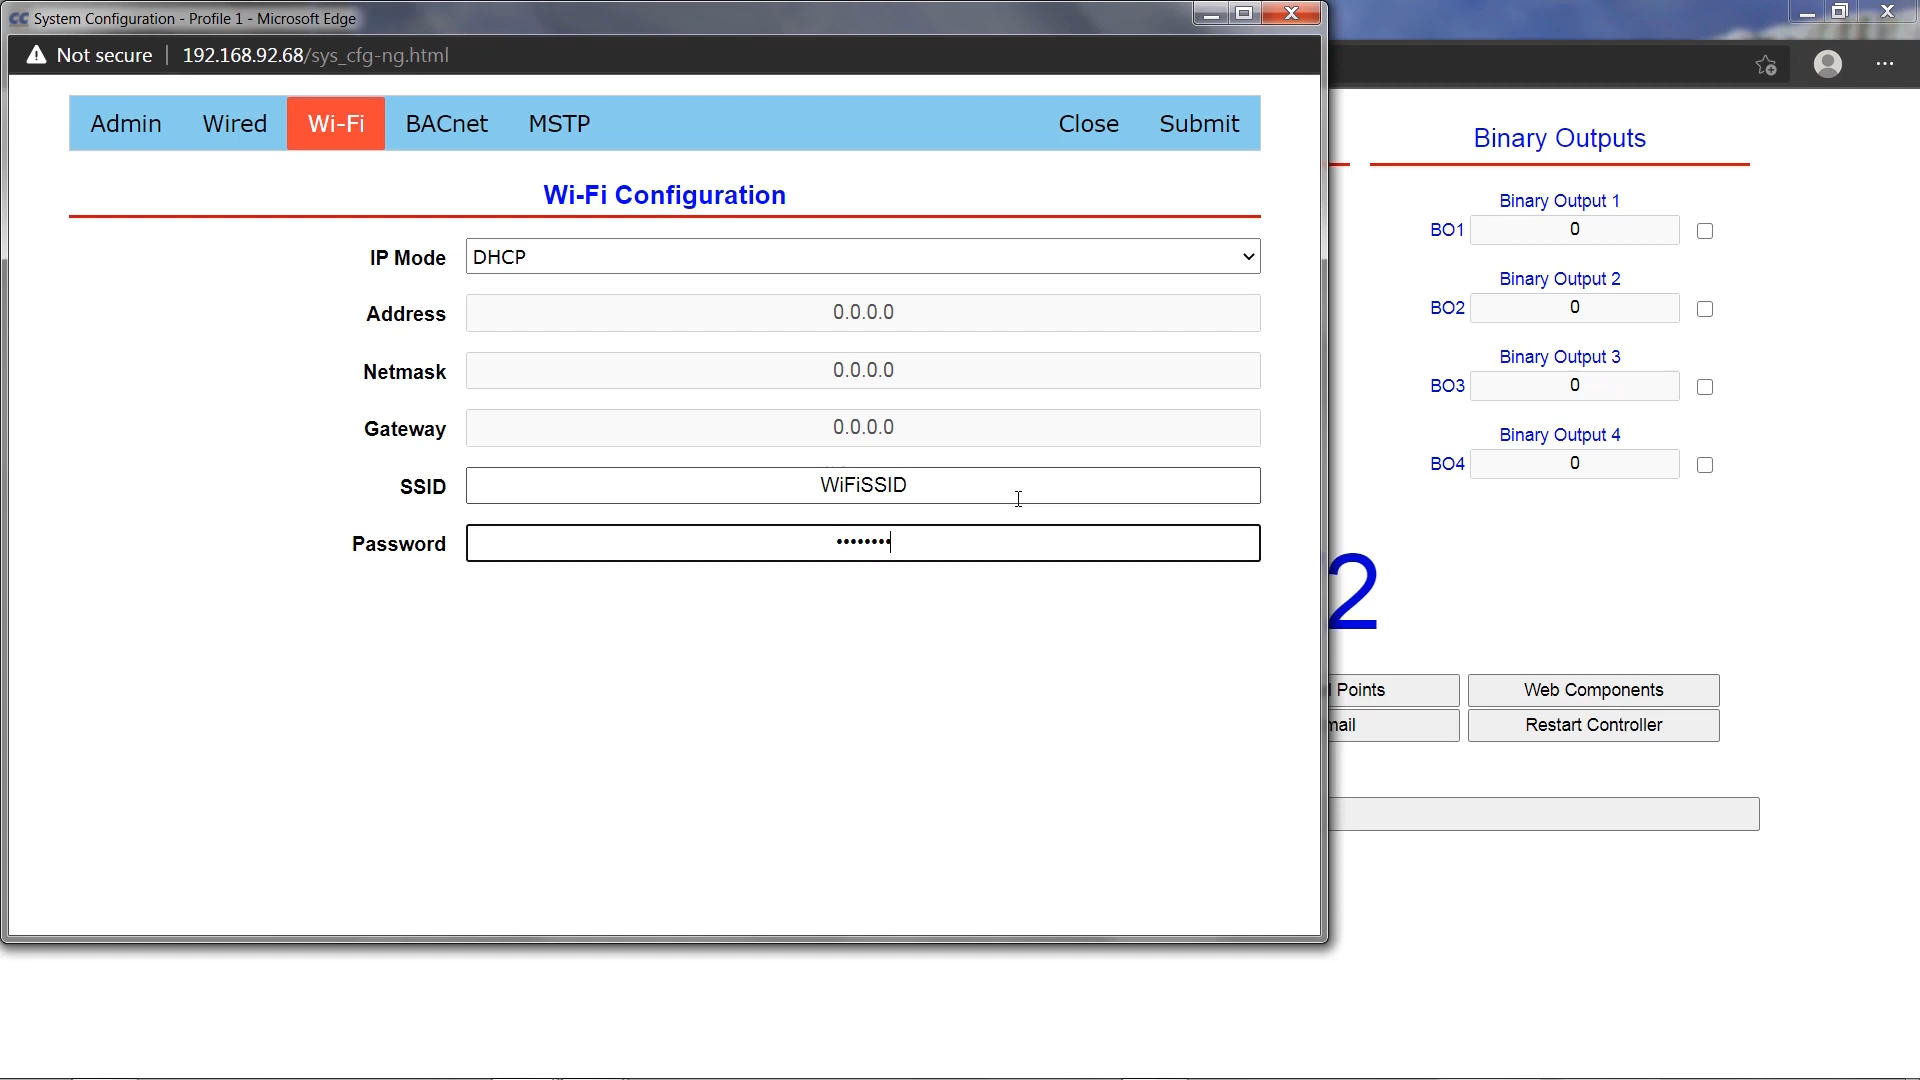 CC System Configuration - Profile 1 - Microsoft Edge
Not secure | 192.168.92.68/sys_cfg-ng.html
Admin Wired Wi-Fi BACnet MSTP Close Submit
Wi-Fi Configuration
IP Mode DHCP
Address 0.0.0.0
Netmask 0.0.0.0
Gateway 0.0.0.0
SSID WiFiSSID
Password ••••••••
Binary Outputs
Binary Output 1
BO1 0
Binary Output 2
BO2 0
Binary Output 3
BO3 0
Binary Output 4
BO4 0
2
Points Web Components
mail Restart Controller